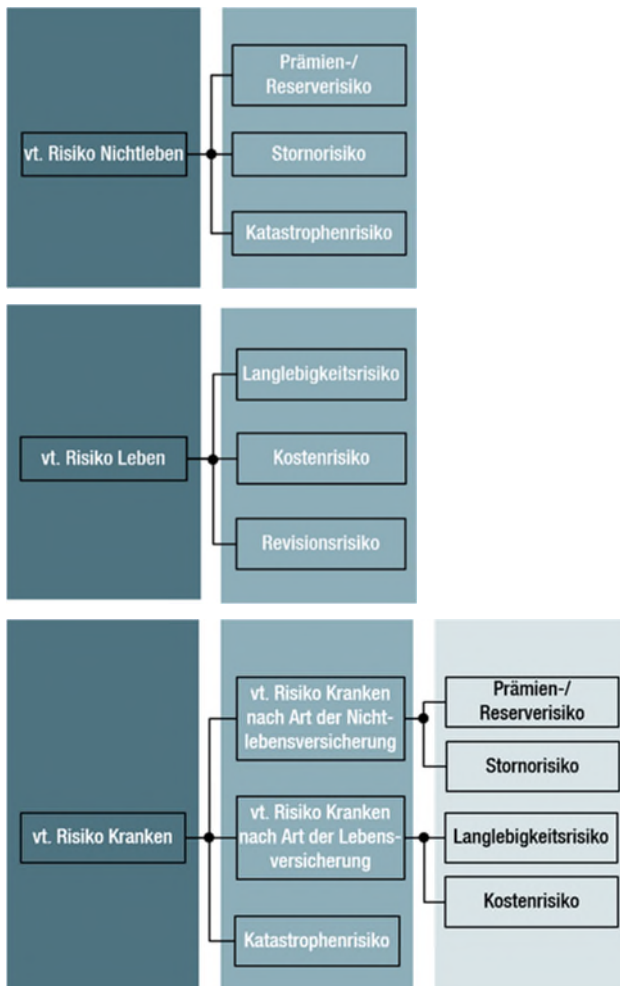 Prämien-/
Reserverisiko
vt. Risiko Nichtleben
Stornorisiko
Katastrophenrisiko
Langlebigkeitsrisiko
vt. Risiko Leben
Kostenrisiko
Revisionsrisiko
vt. Risiko Kranken
nach Art der Nicht-
lebensversicherung
Prämien-/
Reserverisiko
Stornorisiko
vt. Risiko Kranken
vt. Risiko Kranken
nach Art der Lebens-
versicherung
Langlebigkeitsrisiko
Kostenrisiko
Katastrophenrisiko